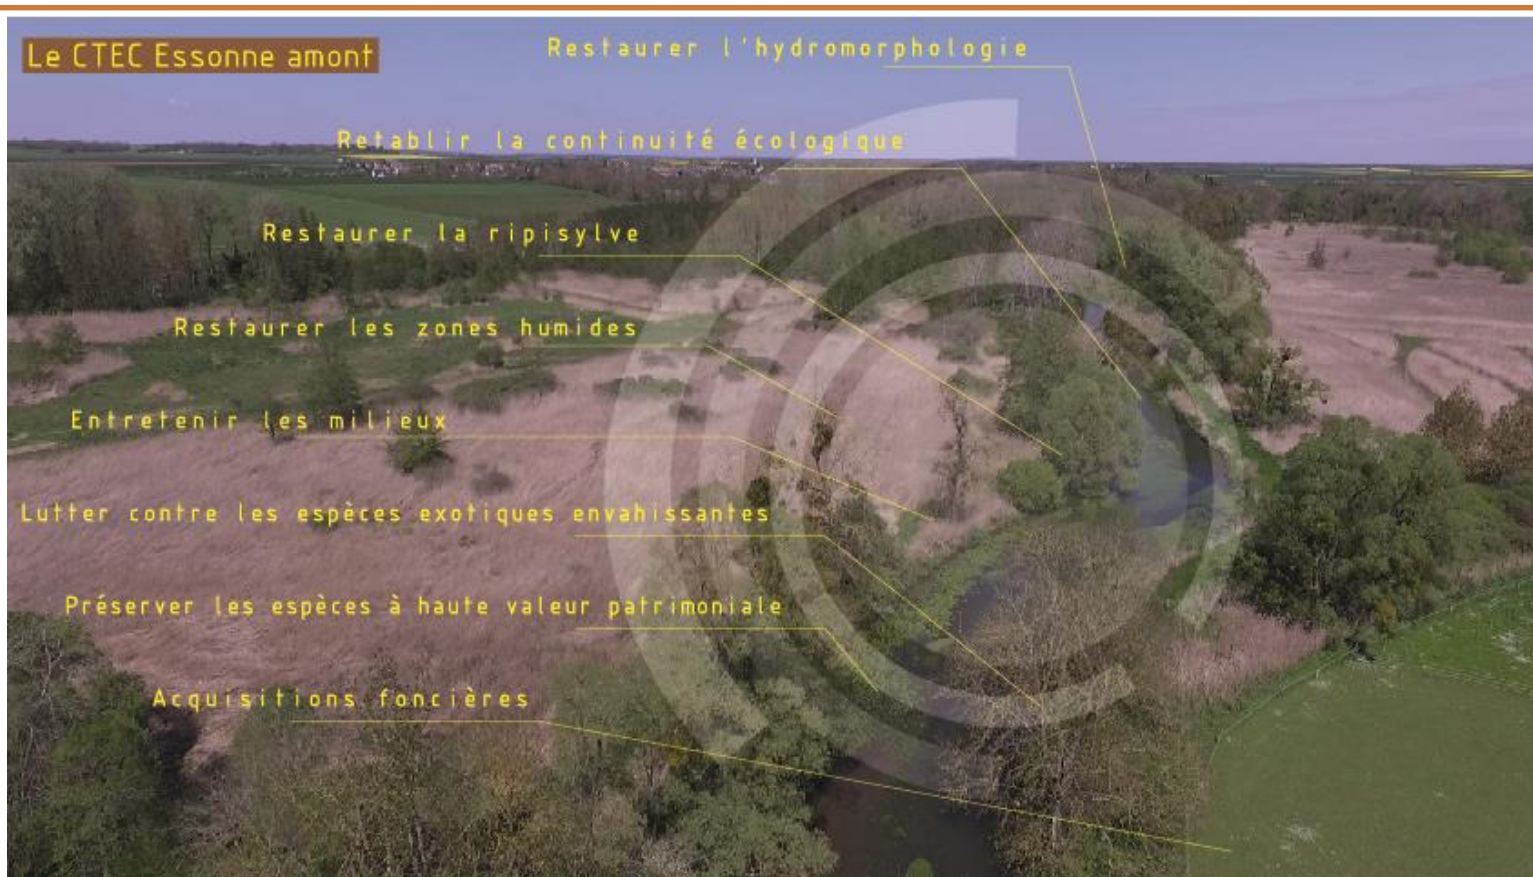 Le CTEC Essonne amont
Restaurer l'hydromorphologie
Retablir la continuité écologique
Restaurer la ripisylve
Restaurer les zones humides
Entretenir les milieux
Lutter contre les espèces exotiques envahissantes
Préserver les espèces à haute valeur patrimoniale
Acquisitions foncières